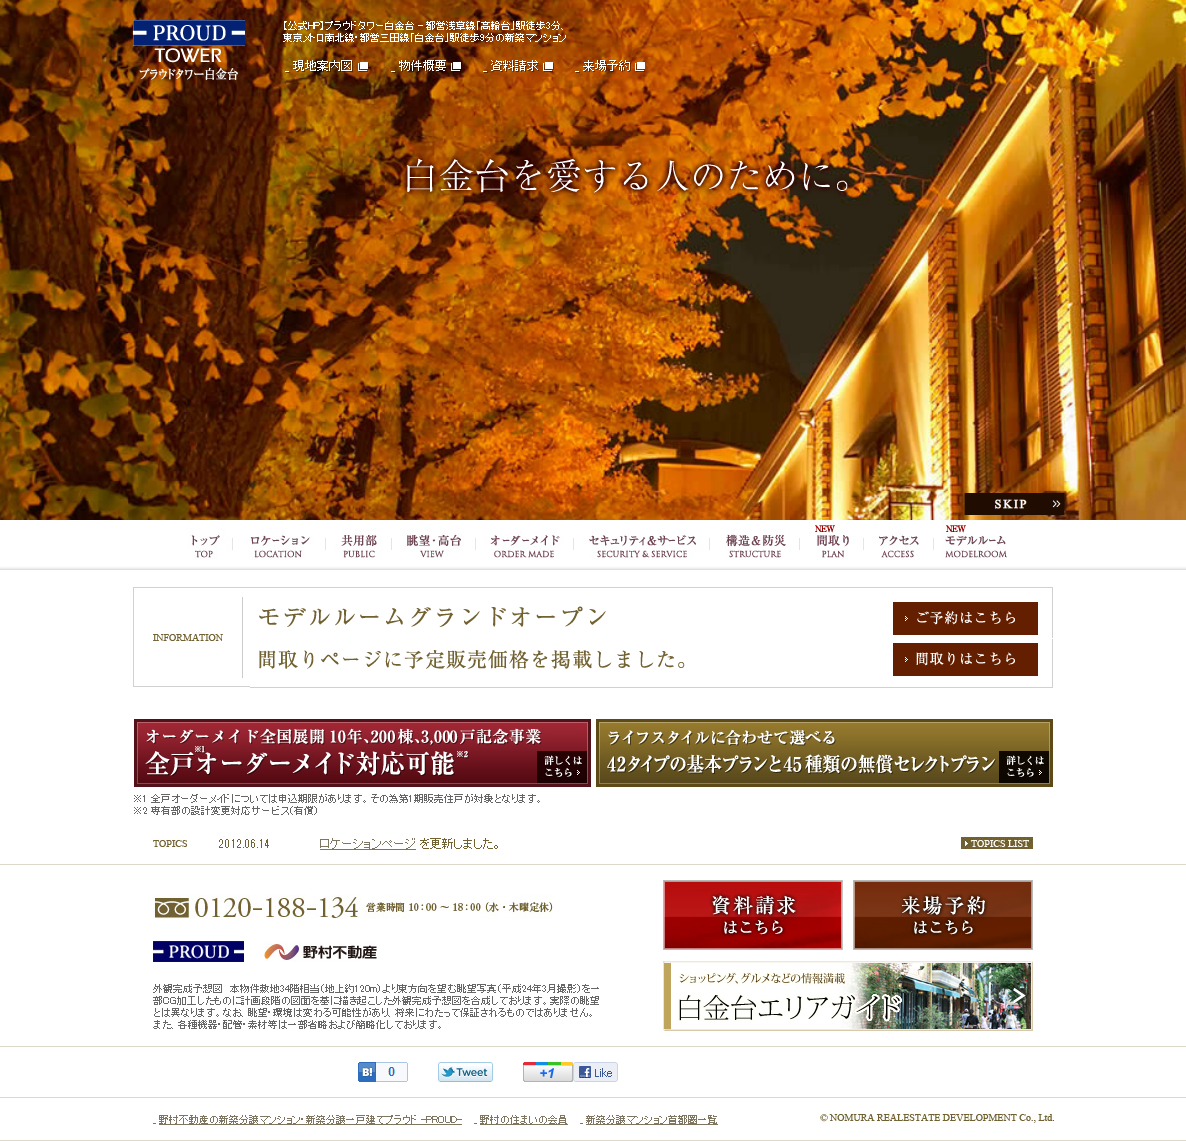 PROUD
TOWER
プラウドタワー白金台
【公式HP】プラウドタワー白金台 - 都営浅草線「高輪台」駅徒歩3分、
東京メトロ南北線・都営三田線「白金台」駅徒歩9分の新築マンション
現地案内図 物件概要 資料請求 来場予約
白金台を愛する人のために。
SKIP
NEW NEW
トップ ロケーション 共用部 眺望・高台 オーダーメイド セキュリティ&サービス 構造&防災 間取り アクセス モデルルーム
TOP LOCATION PUBLIC VIEW ORDER MADE SECURITY & SERVICE STRUCTURE PLAN ACCESS MODELROOM
INFORMATION
モデルルームグランドオープン
間取りページに予定販売価格を掲載しました。
ご予約はこちら
間取りはこちら
オーダーメイド全国展開 10年、200棟、3,000戸記念事業
全戸※1オーダーメイド対応可能※2
詳しくは
こちら
ライフスタイルに合わせて選べる
42タイプの基本プランと45種類の無償セレクトプラン
詳しくは
こちら
※1 全戸オーダーメイドについては申込期限があります。その為第1期販売住戸が対象となります。
※2 専有部の設計変更対応サービス(有償)
TOPICS 2012.06.14 ロケーションページ を更新しました。 TOPICS LIST
0120-188-134 営業時間 10:00 ~ 18:00 (水・木曜定休)
PROUD 野村不動産
外観完成予想図 本物件敷地34階相当(地上約120m)より東方向を望む眺望写真(平成24年3月撮影)を一
部CG加工したものに計画段階の図面を基に描き起こした外観完成予想図を合成しております。実際の眺望
とは異なります。なお、眺望・環境は変わる可能性があり、将来にわたって保証されるものではありません。
また、各種機器・配管・素材等は一部省略および簡略化しております。
資料請求
はこちら
来場予約
はこちら
ショッピング、グルメなどの情報満載
白金台エリアガイド
B! 0 Tweet +1 Like
野村不動産の新築分譲マンション・新築分譲一戸建てプラウド -PROUD- 野村の住まいの会員 新築分譲マンション首都圏一覧
© NOMURA REALESTATE DEVELOPMENT Co., Ltd.